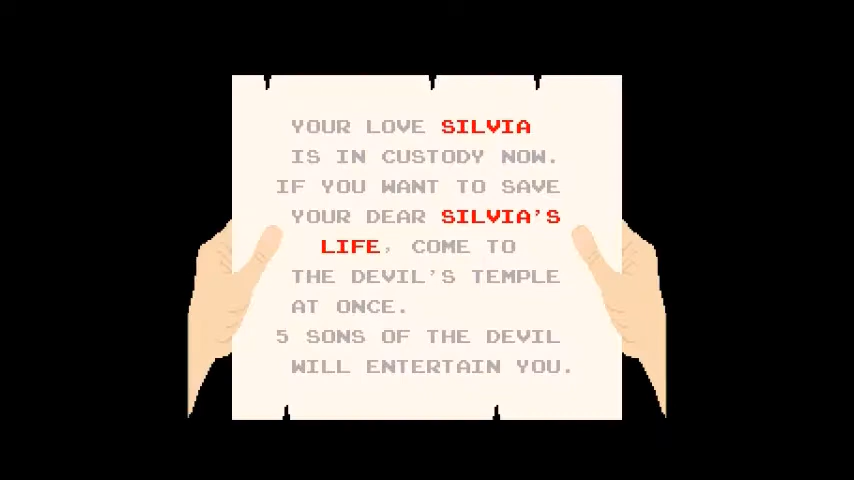 YOUR LOVE SILVIA
IS IN CUSTODY NOW.
IF YOU WANT TO SAVE
YOUR DEAR SILVIA'S
LIFE, COME TO
THE DEVIL'S TEMPLE
AT ONCE.
5 SONS OF THE DEVIL
WILL ENTERTAIN YOU.